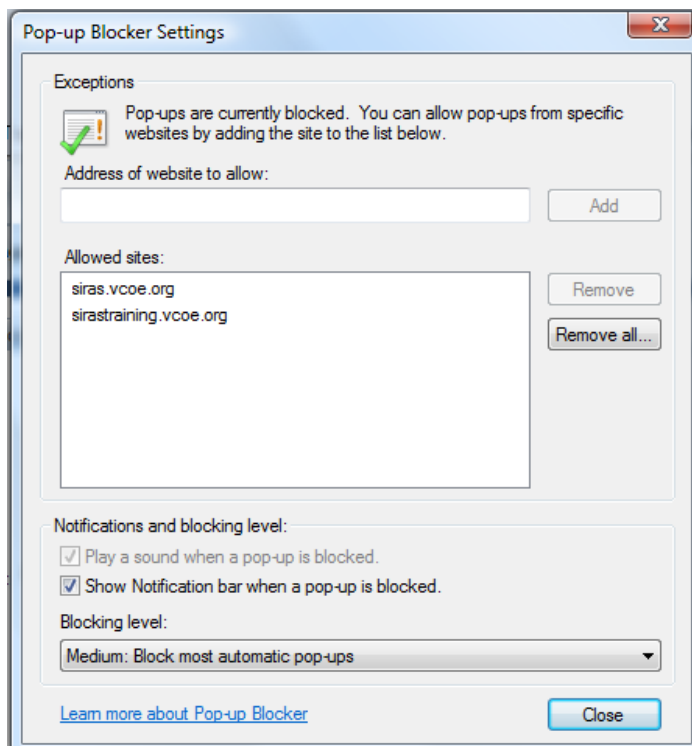 Pop-up Blocker Settings
Exceptions
Pop-ups are currently blocked.  You can allow pop-ups from specific
websites by adding the site to the list below.
Address of website to allow:
Add
Allowed sites:
siras.vcoe.org
sirastraining.vcoe.org
Remove
Remove all...
Notifications and blocking level:
Play a sound when a pop-up is blocked.
Show Notification bar when a pop-up is blocked.
Blocking level:
Medium: Block most automatic pop-ups
Learn more about Pop-up Blocker
Close